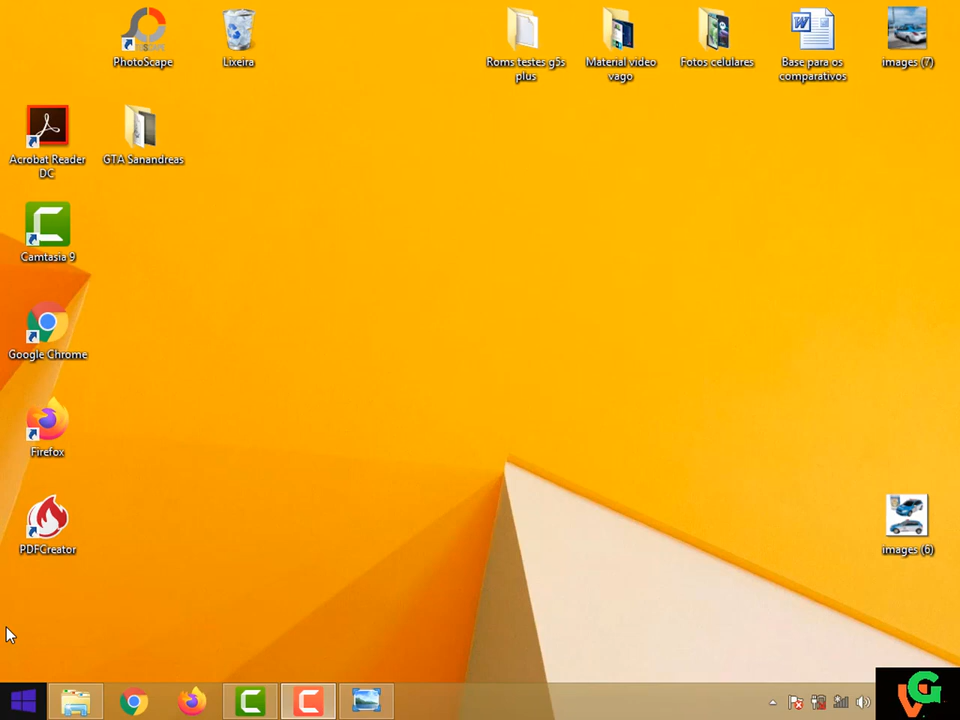 PhotoScape
Lixeira
Roms testes g5s
plus
Material video
vago
Fotos celulares
Base para os
comparativos
images (7)
Acrobat Reader
DC
GTA Sanandreas
Camtasia 9
Google Chrome
Firefox
PDFCreator
images (6)
VG